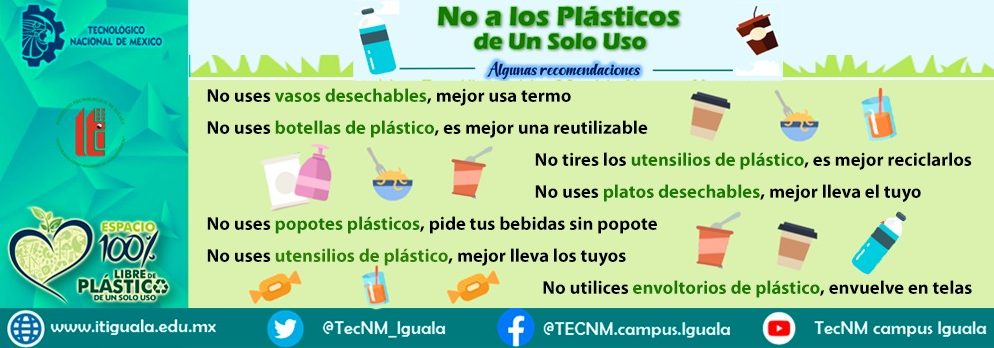 TECNOLÓGICO
NACIONAL DE MÉXICO
No a los Plásticos
de Un Solo Uso
Algunas recomendaciones
No uses vasos desechables, mejor usa termo
No uses botellas de plástico, es mejor una reutilizable
No tires los utensilios de plástico, es mejor reciclarlos
No uses platos desechables, mejor lleva el tuyo
No uses popotes plásticos, pide tus bebidas sin popote
No uses utensilios de plástico, mejor lleva los tuyos
No utilices envoltorios de plástico, envuelve en telas
ESPACIO
100%
LIBRE DE
PLÁSTICO
DE UN SOLO USO
www.itiguala.edu.mx
@TecNM_Iguala
@TECNM.campus.Iguala
TecNM campus Iguala